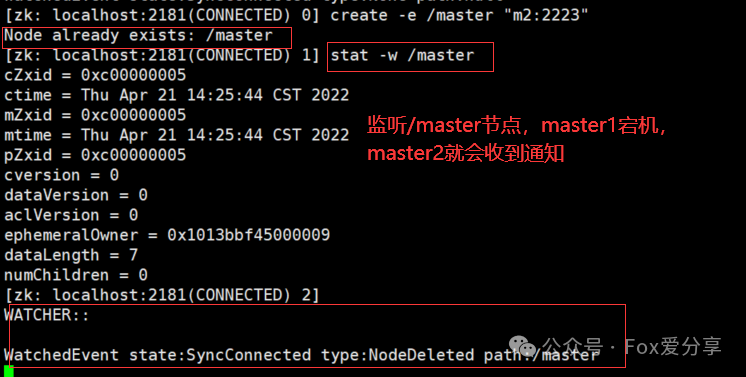 [zk: localhost:2181(CONNECTED) 0] create -e /master "m2:2223"
Node already exists: /master
[zk: localhost:2181(CONNECTED) 1] stat -w /master
cZxid = 0xc00000005
ctime = Thu Apr 21 14:25:44 CST 2022
mZxid = 0xc00000005
mtime = Thu Apr 21 14:25:44 CST 2022
pZxid = 0xc00000005
cversion = 0
dataVersion = 0
aclVersion = 0
ephemeralOwner = 0x1013bbf45000009
dataLength = 7
numChildren = 0
监听/master节点，master1宕机，
master2就会收到通知
[zk: localhost:2181(CONNECTED) 2]
WATCHER::
WatchedEvent state:SyncConnected type:NodeDeleted path:/master
公众号·Fox爱分享